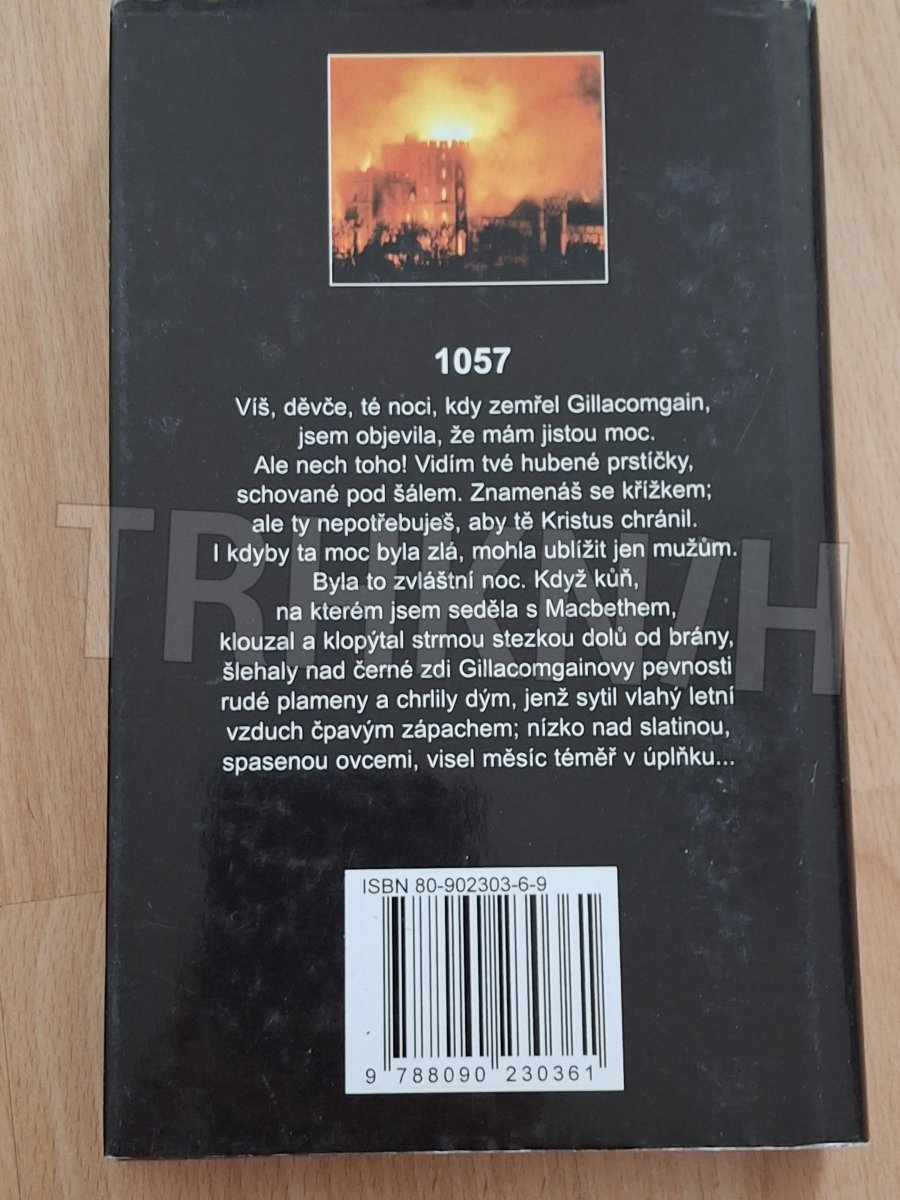 1057
Víš, děvče, té noci, kdy zemřel Gillacomgain,
jsem objevila, že mám jistou moc.
Ale nech toho! Vidím tvé hubené prstíčky,
schované pod šálem. Znamenáš se křížkem;
ale ty nepotřebuješ, aby tě Kristus chránil.
I kdyby ta moc byla zlá, mohla ublížit jen mužům.
Byla to zvláštní noc. Když kůň,
na kterém jsem seděla s Macbethem,
klouzal a klopýtal strmou stezkou dolů od brány,
šlehaly nad černé zdi Gillacomgainovy pevnosti
rudé plameny a chrlily dým, jenž sytil vlahý letní
vzduch čpavým zápachem; nízko nad slatinou,
spasenou ovcemi, visel měsíc téměř v úplňku...
TRHKNIH
ISBN 80-902303-6-9
9 788090 230361